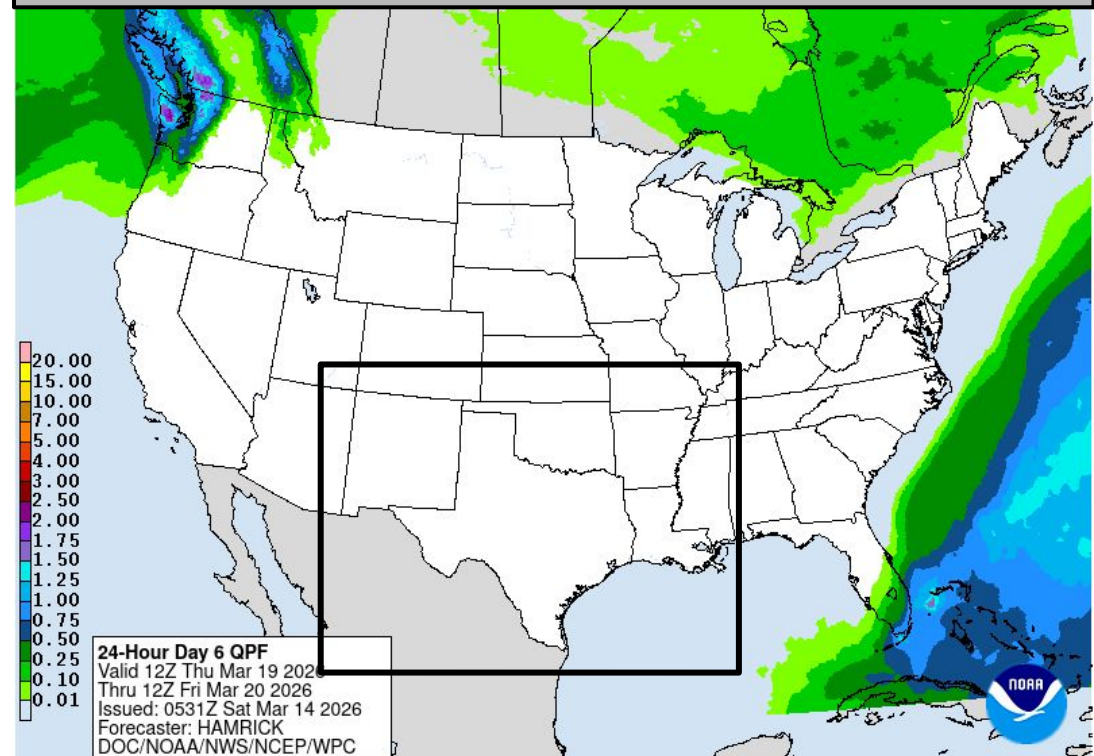 20.00
15.00
10.00
7.00
5.00
4.00
3.00
2.50
2.00
1.75
1.50
1.25
1.00
0.75
0.50
0.25
0.10
0.01
24-Hour Day 6 QPF
Valid 12Z Thu Mar 19 2026
Thru 12Z Fri Mar 20 2026
Issued: 0531Z Sat Mar 14 2026
Forecaster: HAMRICK
DOC/NOAA/NWS/NCEP/WPC
NOAA